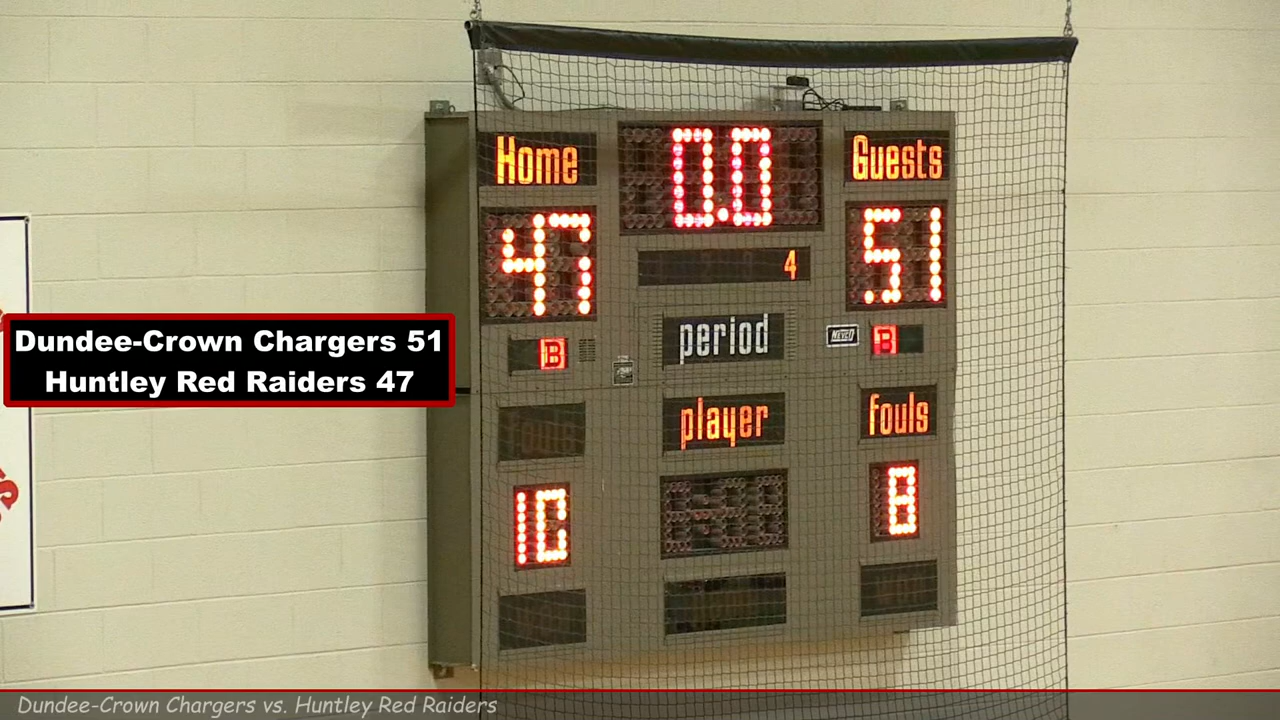 Home 0.0 Guests
47 51
4
period
B B
Dundee-Crown Chargers 51
Huntley Red Raiders 47
player fouls
10 8
Dundee-Crown Chargers vs. Huntley Red Raiders